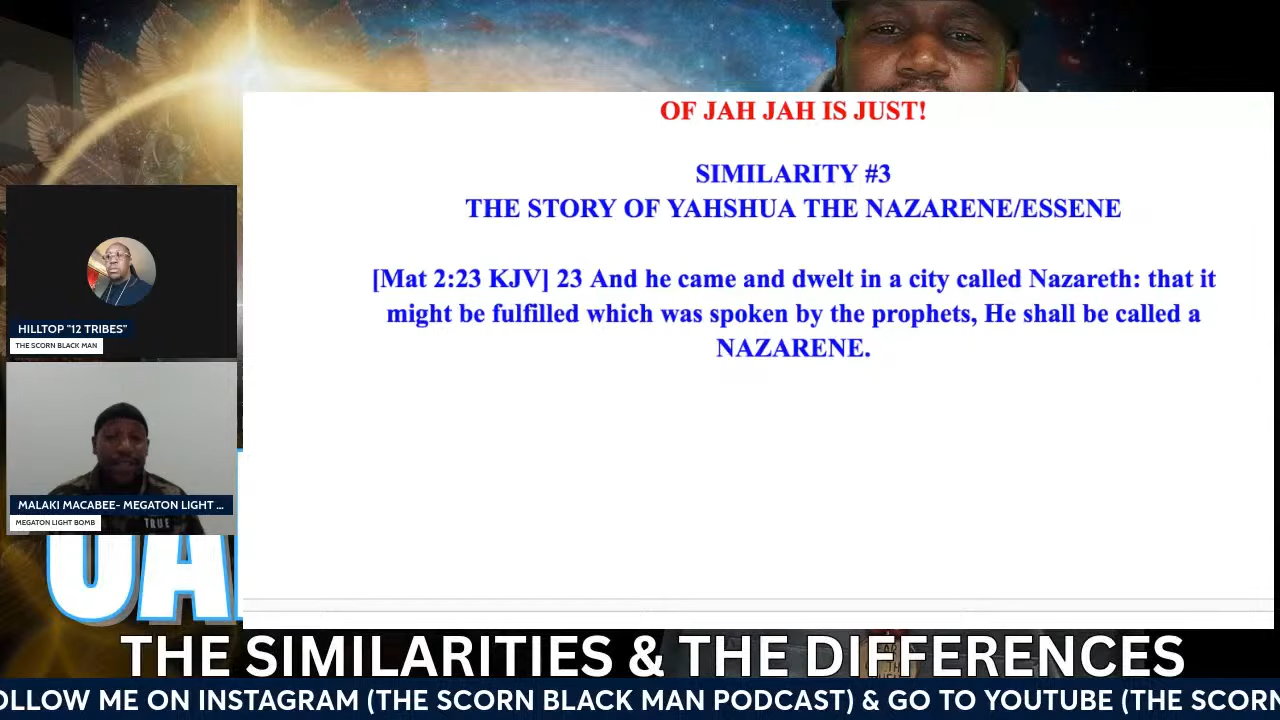 OF JAH JAH IS JUST!
SIMILARITY #3
THE STORY OF YAHSHUA THE NAZARENE/ESSENE
[Mat 2:23 KJV] 23 And he came and dwelt in a city called Nazareth: that it
might be fulfilled which was spoken by the prophets, He shall be called a
NAZARENE.
HILLTOP "12 TRIBES"
THE SCORN BLACK MAN
TRUE
MALAKI MACABEE- MEGATON LIGHT ...
MEGATON LIGHT BOMB
THE SIMILARITIES & THE DIFFERENCES
OLLOW ME ON INSTAGRAM (THE SCORN BLACK MAN PODCAST) & GO TO YOUTUBE (THE SCORN